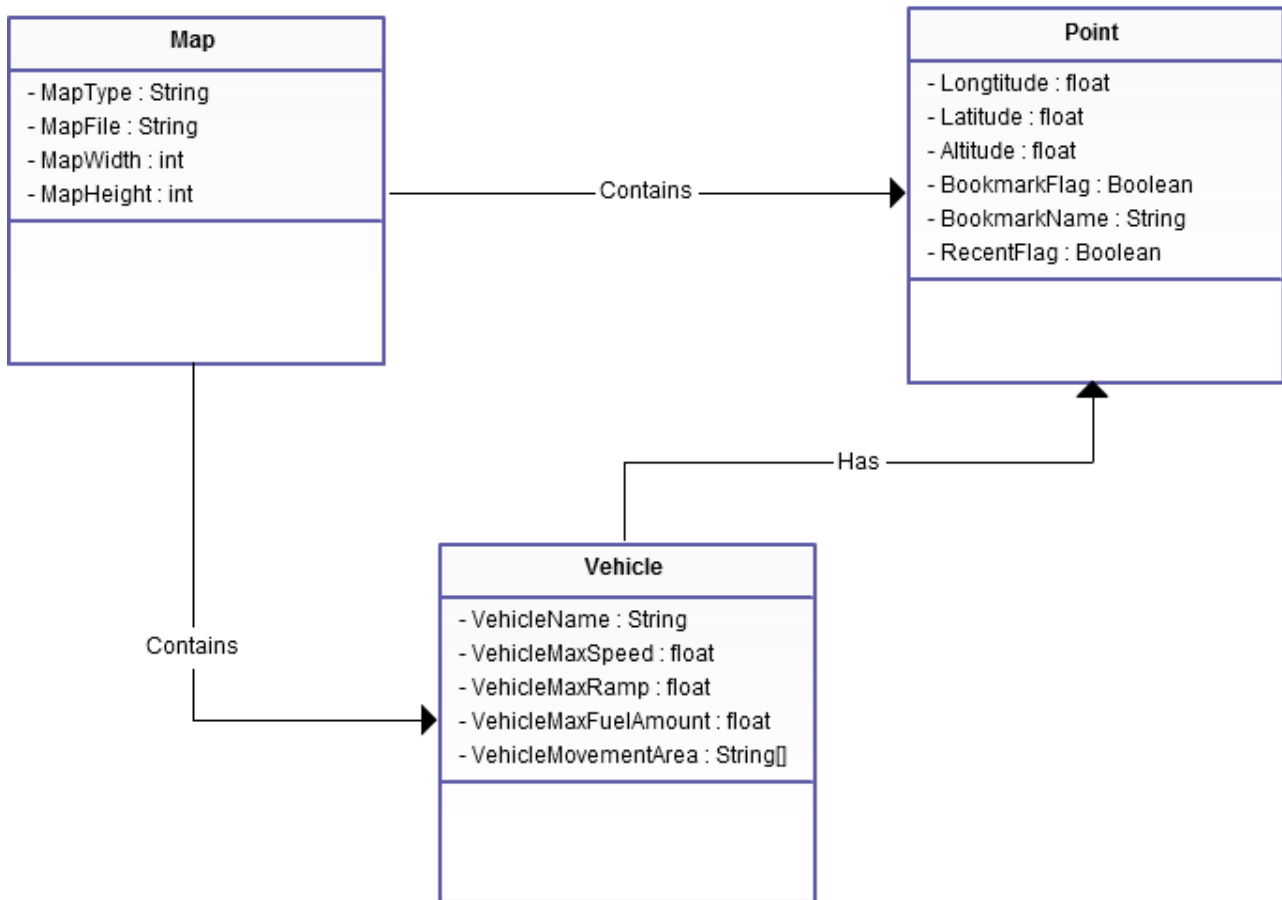 Map
- MapType : String
- MapFile : String
- MapWidth : int
- MapHeight : int
Contains
Point
- Longtitude : float
- Latitude : float
- Altitude : float
- BookmarkFlag : Boolean
- BookmarkName : String
- RecentFlag : Boolean
Has
Contains
Vehicle
- VehicleName : String
- VehicleMaxSpeed : float
- VehicleMaxRamp : float
- VehicleMaxFuelAmount : float
- VehicleMovementArea : String[]